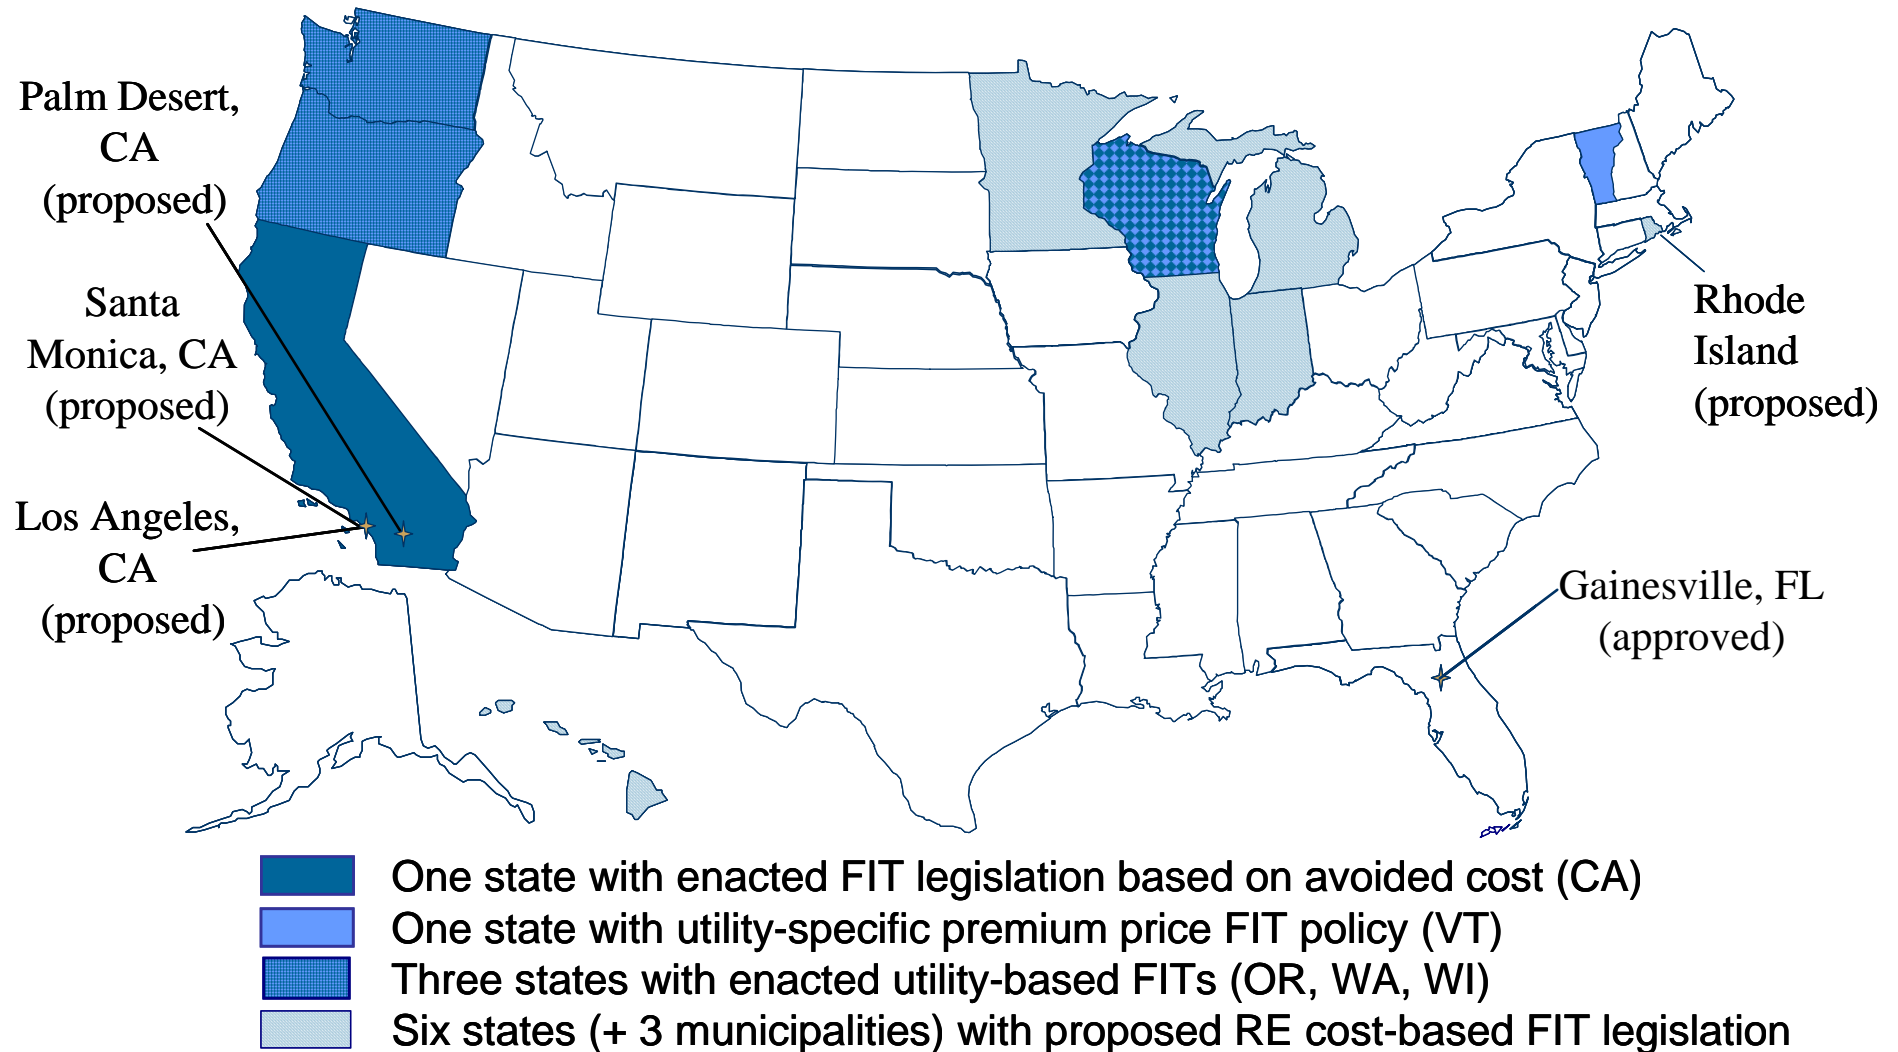 Palm Desert,
CA
(proposed)
Santa
Monica, CA
(proposed)
Los Angeles,
CA
(proposed)
Rhode
Island
(proposed)
Gainesville, FL
(approved)
One state with enacted FIT legislation based on avoided cost (CA)
One state with utility-specific premium price FIT policy (VT)
Three states with enacted utility-based FITs (OR, WA, WI)
Six states (+ 3 municipalities) with proposed RE cost-based FIT legislation